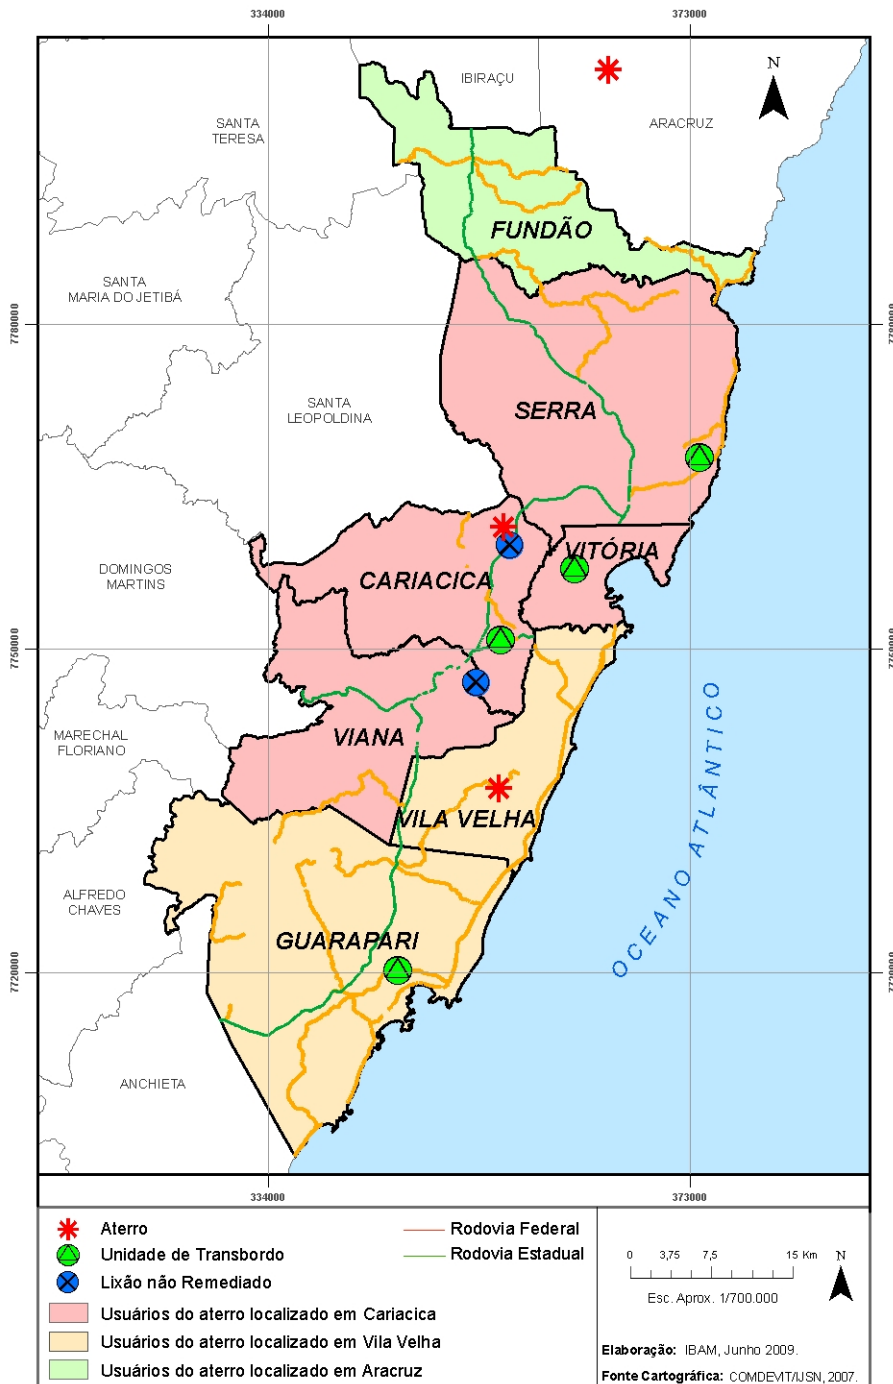 334000
373000
N
IBIRAÇU
ARACRUZ
SANTA
TERESA
FUNDÃO
SANTA
MARIA DO JETIBÁ
7780000
7780000
SANTA
LEOPOLDINA
SERRA
VITÓRIA
DOMINGOS
MARTINS
CARIACICA
7750000
7750000
MARECHAL
FLORIANO
VIANA
OCEANO ATLÂNTICO
VILA VELHA
ALFREDO
CHAVES
GUARAPARI
7720000
7720000
ANCHIETA
334000
373000
Aterro
Unidade de Transbordo
Lixão não Remediado
Usuários do aterro localizado em Cariacica
Usuários do aterro localizado em Vila Velha
Usuários do aterro localizado em Aracruz
Rodovia Federal
Rodovia Estadual
0 3,75 7,5 15 Km
N
Esc. Aprox. 1/700.000
Elaboração: IBAM, Junho 2009.
Fonte Cartográfica: COMDEVIT/IJSN, 2007.